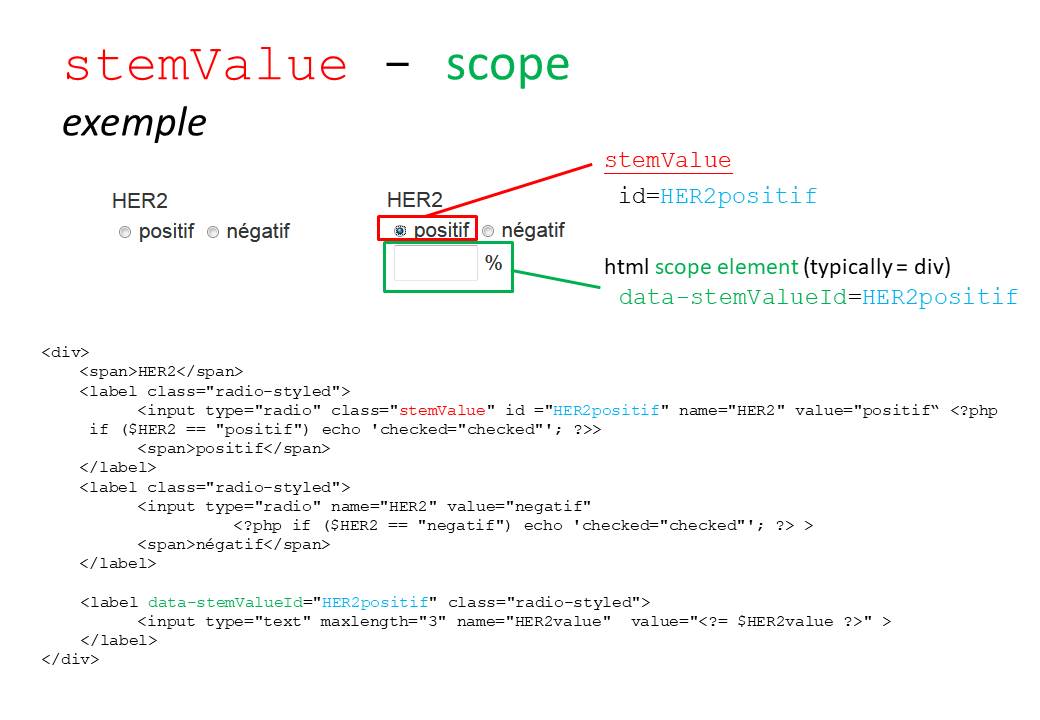 stemValue – scope
exemple
stemValue
id=HER2positif
HER2
positif négatif
HER2
positif négatif
%
html scope element (typically = div)
data-stemValueId=HER2positif
<div>
<span>HER2</span>
<label class="radio-styled">
<input type="radio" class="stemValue" id ="HER2positif" name="HER2" value="positif“ <?php
if ($HER2 == "positif") echo 'checked="checked"'; ?>>
<span>positif</span>
</label>
<label class="radio-styled">
<input type="radio" name="HER2" value="negatif"
<?php if ($HER2 == "negatif") echo 'checked="checked"'; ?> >
<span>négatif</span>
</label>
<label data-stemValueId="HER2positif" class="radio-styled">
<input type="text" maxlength="3" name="HER2value" value="<?= $HER2value ?>" >
</label>
</div>